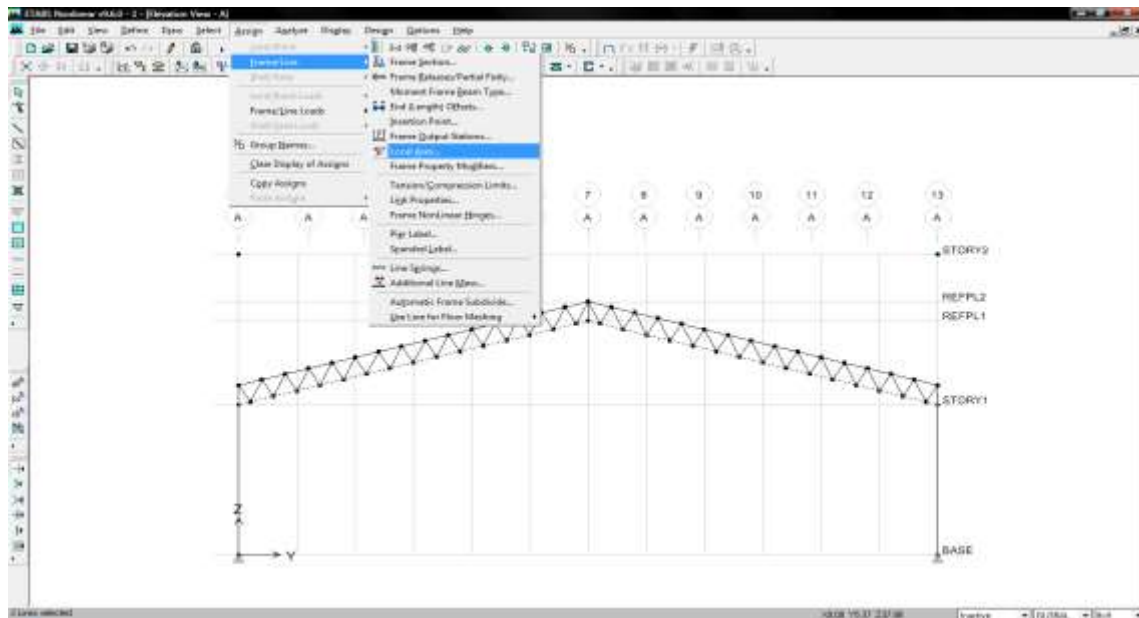 ETABS Nonlinear v9.6.0 - 2 - [Elevation View - A]
File Edit View Define Draw Select Assign Analyze Display Design Options Help
Frame/Line
Frame/Line Loads
Group Names...
Clear Display of Assigns
Copy Assigns
Paste Assigns
Frame Section...
Frame Releases/Partial Fixity...
Moment Frame Beam Type...
End (Length) Offsets...
Insertion Point...
Frame Output Stations...
Local Axes...
Frame Property Modifiers...
Tension/Compression Limits...
Link Properties...
Frame NonLinear Hinges...
Pier Label...
Spandrel Label...
Line Springs...
Additional Line Mass...
Automatic Frame Subdivide...
Use Line for Floor Meshing
7 8 9 10 11 12 13
A A A A A A A A A A
STORY2
REFPL2
REFPL1
STORY1
Z
Y
BASE
2 Lines selected
GLOBAL